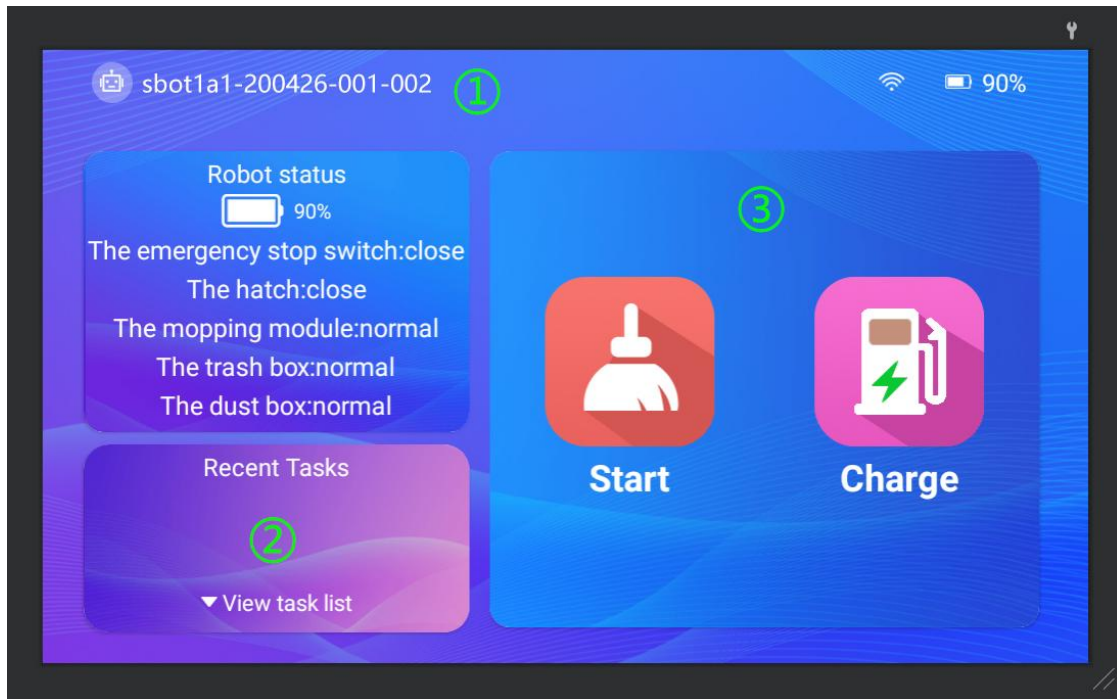 sbot1a1-200426-001-002 ① 90%
Robot status
90%
The emergency stop switch:close
The hatch:close
The mopping module:normal
The trash box:normal
The dust box:normal
Recent Tasks
②
▼View task list
③
Start
Charge